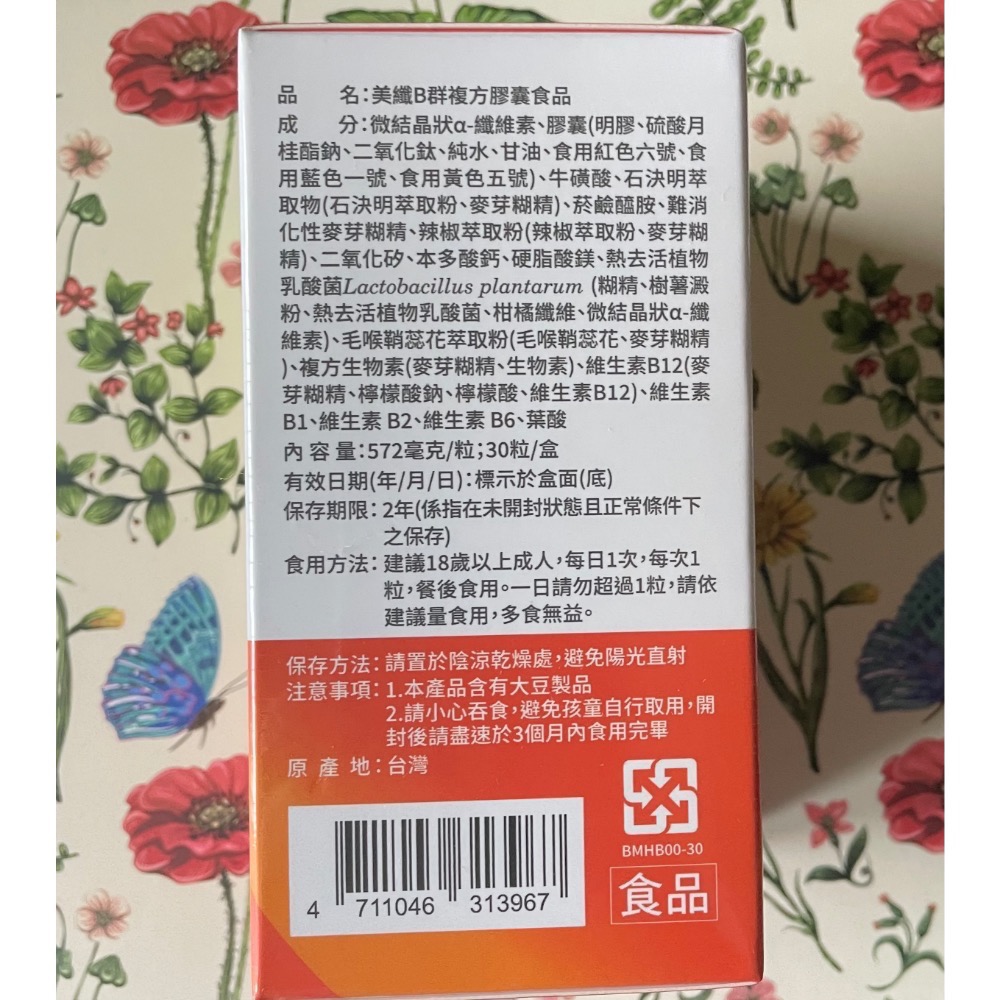 品　　名:美纖B群複方膠囊食品
成　　分:微結晶狀α-纖維素、膠囊(明膠、硫酸月
桂酯鈉、二氧化鈦、純水、甘油、食用紅色六號、食
用藍色一號、食用黃色五號)、牛磺酸、石決明萃
取物(石決明萃取粉、麥芽糊精)、菸鹼醯胺、難消
化性麥芽糊精、辣椒萃取粉(辣椒萃取粉、麥芽糊
精)、二氧化矽、本多酸鈣、硬脂酸鎂、熱去活植物
乳酸菌Lactobacillus plantarum (糊精、樹薯澱
粉、熱去活植物乳酸菌、柑橘纖維、微結晶狀α-纖
維素)、毛喉鞘蕊花萃取粉(毛喉鞘蕊花、麥芽糊精
)、複方生物素(麥芽糊精、生物素)、維生素B12(麥
芽糊精、檸檬酸鈉、檸檬酸、維生素B12)、維生素
B1、維生素 B2、維生素 B6、葉酸
內 容 量:572毫克/粒;30粒/盒
有效日期(年/月/日):標示於盒面(底)
保存期限:2年(係指在未開封狀態且正常條件下
之保存)
食用方法:建議18歲以上成人,每日1次,每次1
粒,餐後食用。一日請勿超過1粒,請依
建議量食用,多食無益。
保存方法:請置於陰涼乾燥處,避免陽光直射
注意事項:1.本產品含有大豆製品
2.請小心吞食,避免孩童自行取用,開
封後請盡速於3個月內食用完畢
原 產 地:台灣
BMHB00-30
食品
4 711046 313967